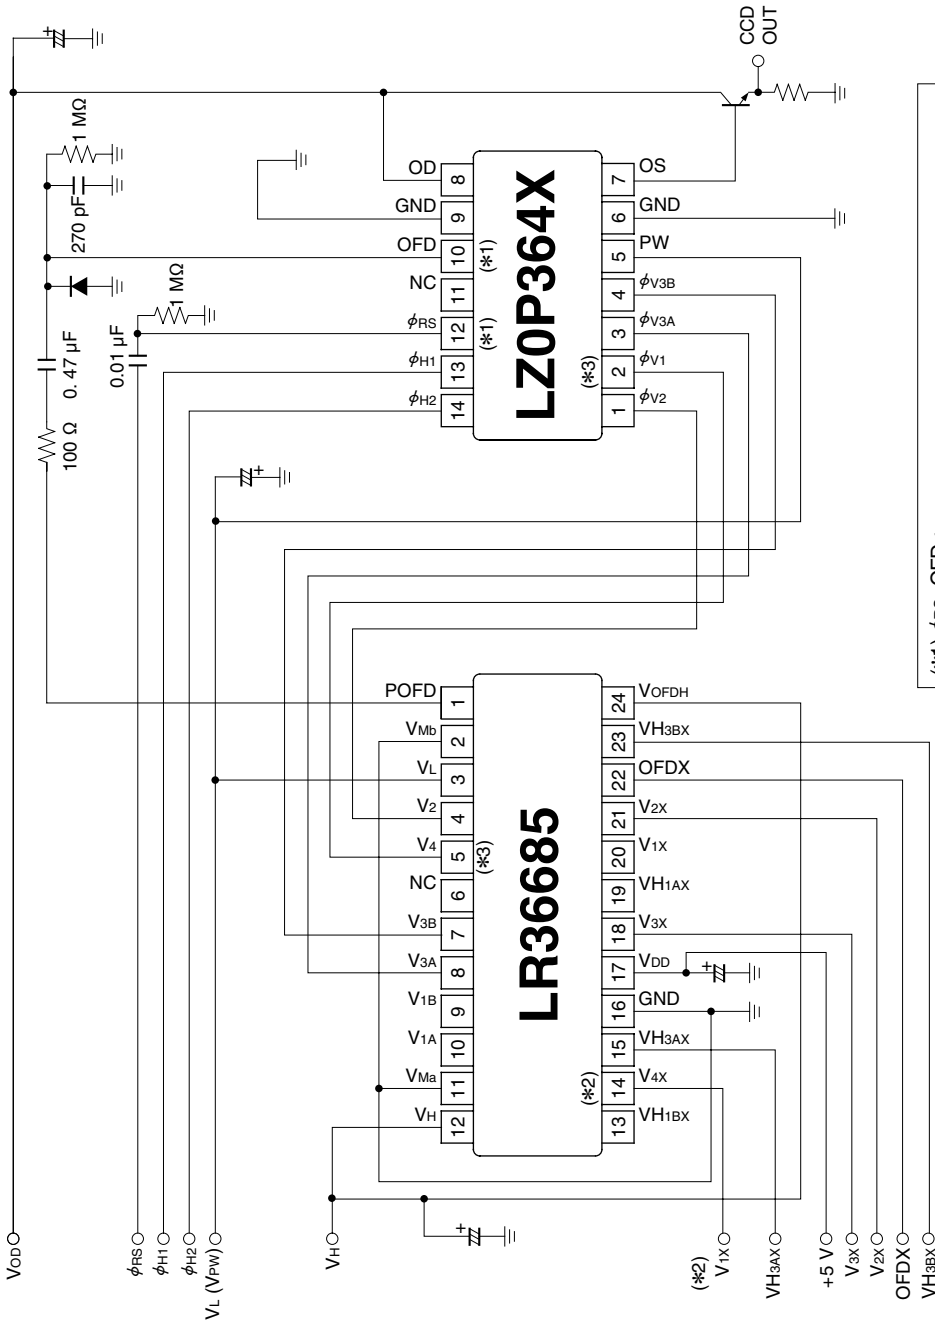 VOD
ϕRS
ϕH1
ϕH2
VL (VPW)
VH
(*2)
V1X
VH3AX
+5 V
V3X
V2X
OFDX
VH3BX
100 Ω
0. 47 µF
270 pF
1 MΩ
0.01 µF
1 MΩ
+
+
+
+
CCD
OUT
LR36685
POFD
1
VMb
2
VL
3
V2
4
V4
5
(*3)
NC
6
V3B
7
V3A
8
V1B
9
V1A
10
VMa
11
VH
12
VH1BX
13
V4X
14
(*2)
VH3AX
15
GND
16
VDD
17
V3X
18
VH1AX
19
V1X
20
V2X
21
OFDX
22
VH3BX
23
VOFDH
24
LZ0P364X
OD
8
GND
9
OFD
10
(*1)
NC
11
ϕRS
12
(*1)
ϕH1
13
ϕH2
14
ϕV2
1
ϕV1
2
(*3)
ϕV3A
3
ϕV3B
4
PW
5
GND
6
OS
7